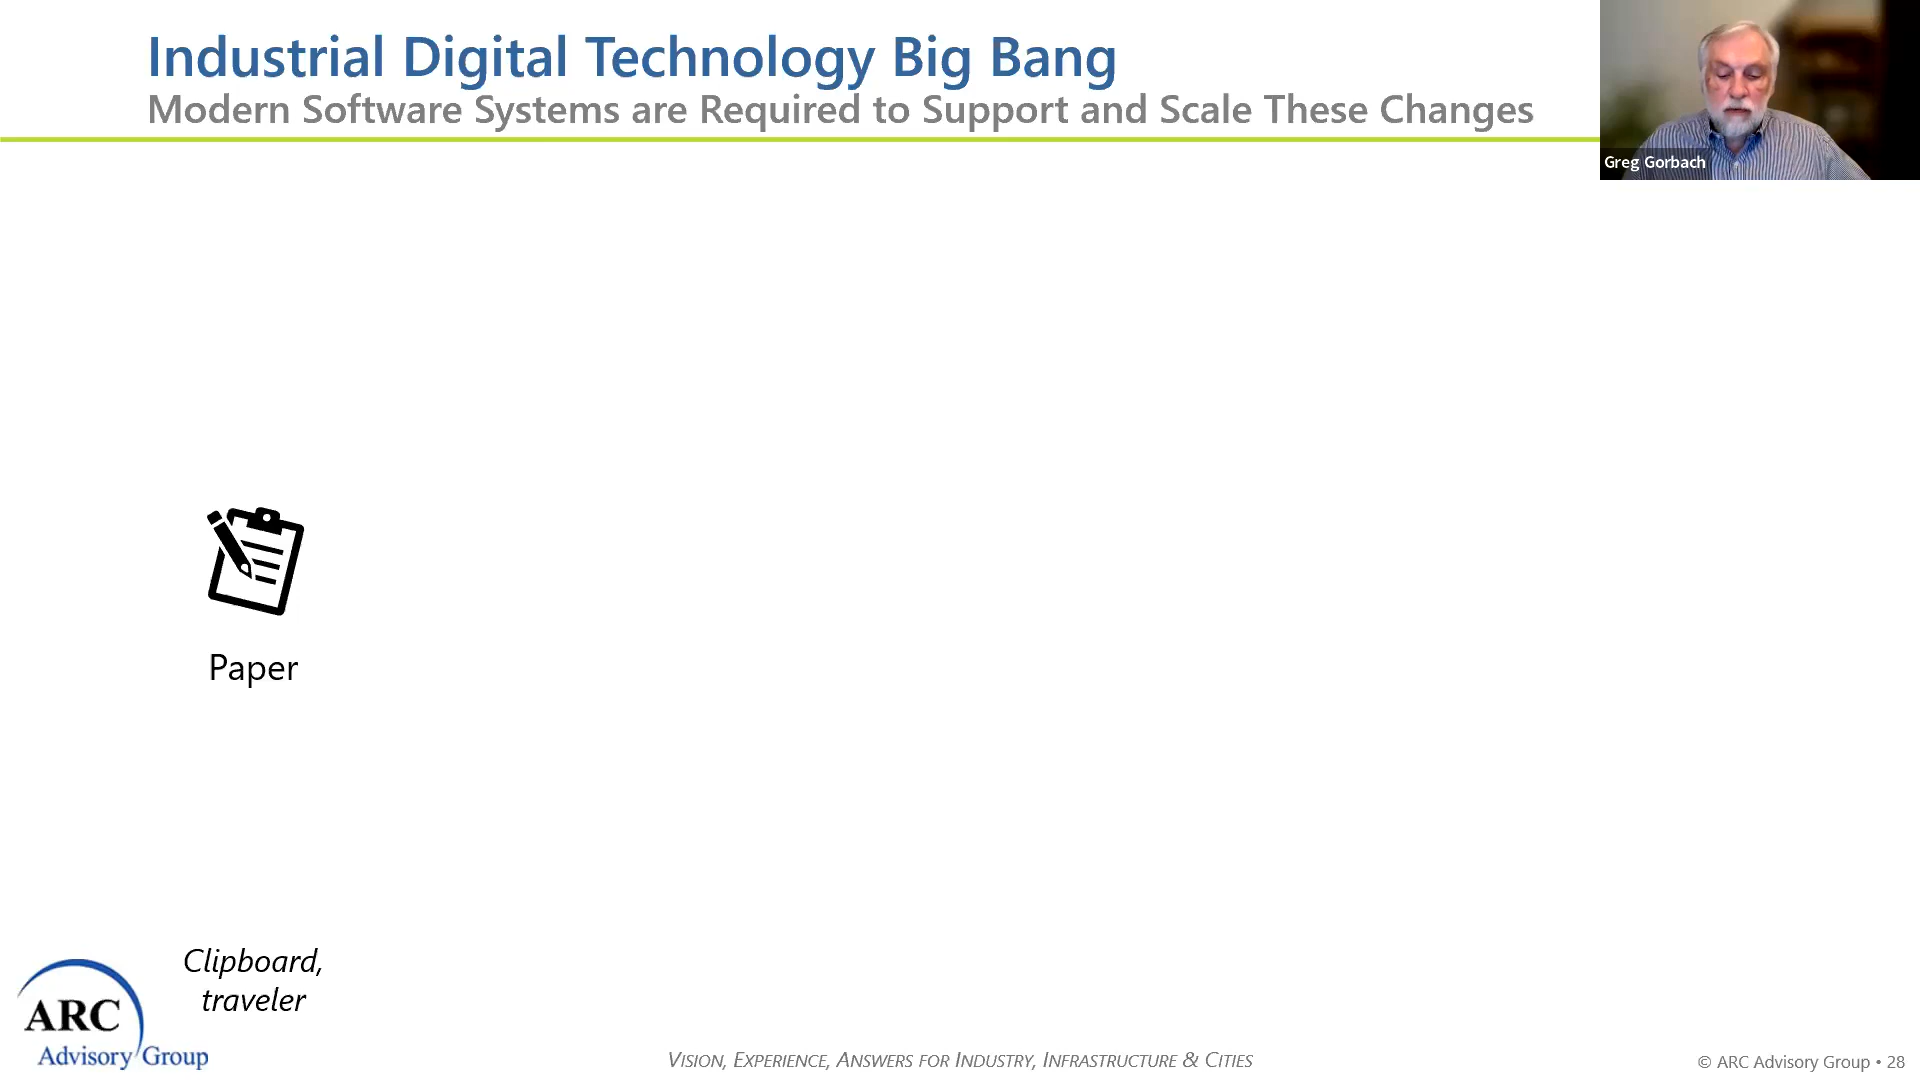 Industrial Digital Technology Big Bang
Modern Software Systems are Required to Support and Scale These Changes
Greg Gorbach
Paper
Clipboard,
traveler
ARC
Advisory Group
VISION, EXPERIENCE, ANSWERS FOR INDUSTRY, INFRASTRUCTURE & CITIES
© ARC Advisory Group • 28